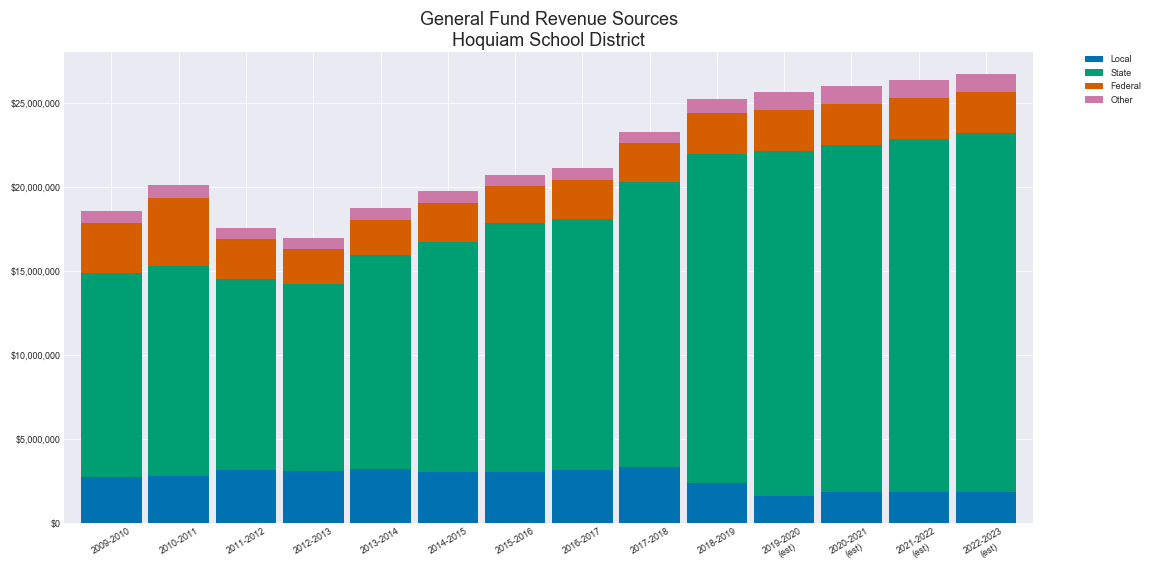 General Fund Revenue Sources
Hoquiam School District
Local
State
Federal
Other
$25,000,000
$20,000,000
$15,000,000
$10,000,000
$5,000,000
$0
2009-2010
2010-2011
2011-2012
2012-2013
2013-2014
2014-2015
2015-2016
2016-2017
2017-2018
2018-2019
2019-2020
(est)
2020-2021
(est)
2021-2022
(est)
2022-2023
(est)